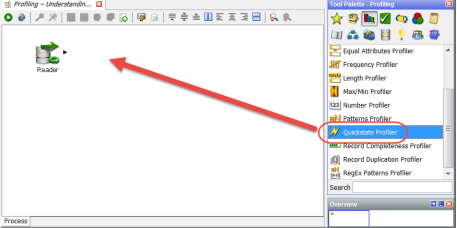 Profiling – Understandin...
Reader
Process
Tool Palette - Profiling
Equal Attributes Profiler
Frequency Profiler
Length Profiler
Max/Min Profiler
123 Number Profiler
Patterns Profiler
Quickstats Profiler
Record Completeness Profiler
Record Duplication Profiler
RegEx Patterns Profiler
Search
Overview